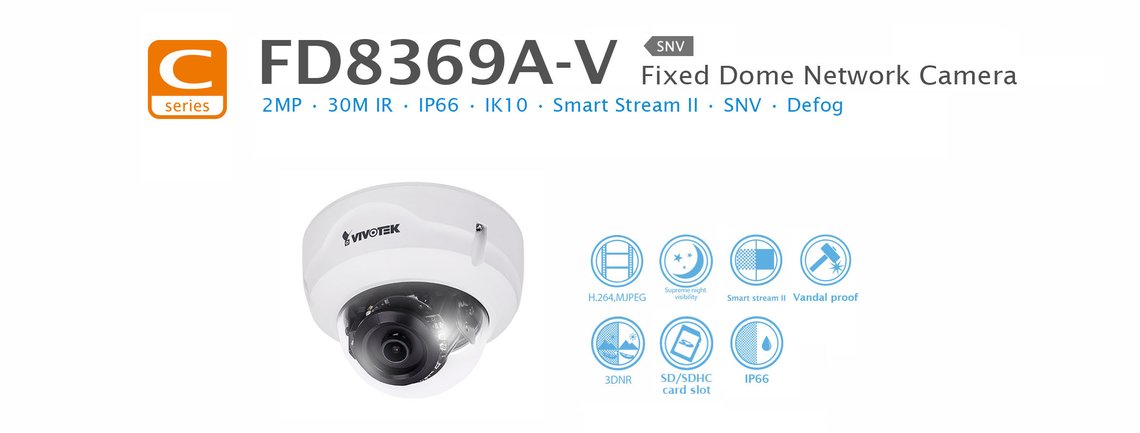 C
series
FD8369A-V
SNV
Fixed Dome Network Camera
2MP · 30M IR · IP66 · IK10 · Smart Stream II · SNV · Defog
VIVOTEK
H.264,MJPEG
Supreme night
visibility
Smart stream II
Vandal proof
3DNR
SD/SDHC
card slot
IP66